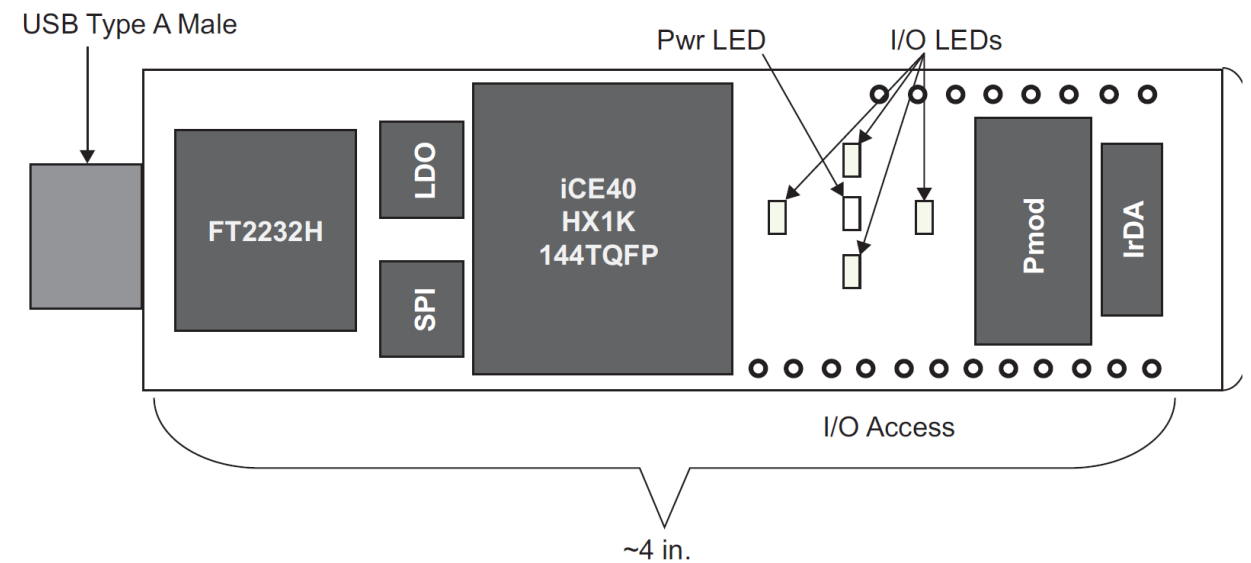 USB Type A Male
Pwr LED
I/O LEDs
FT2232H
LDO
SPI
iCE40
HX1K
144TQFP
Pmod
IrDA
I/O Access
~4 in.